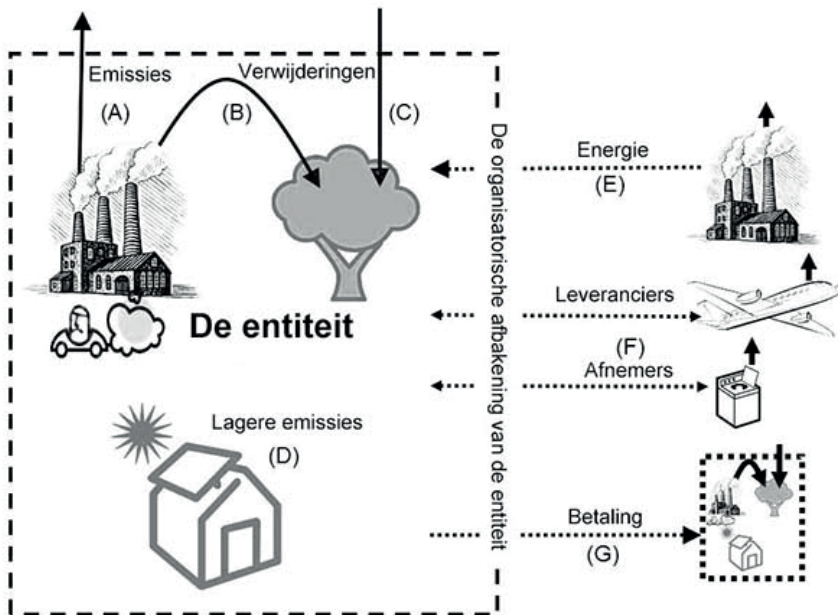 Emissies
(A)
(B)
Verwijderingen
(C)
De entiteit
Lagere emissies
(D)
De organisatorische afbakening van de entiteit
Energie
(E)
Leveranciers
(F)
Afnemers
Betaling
(G)